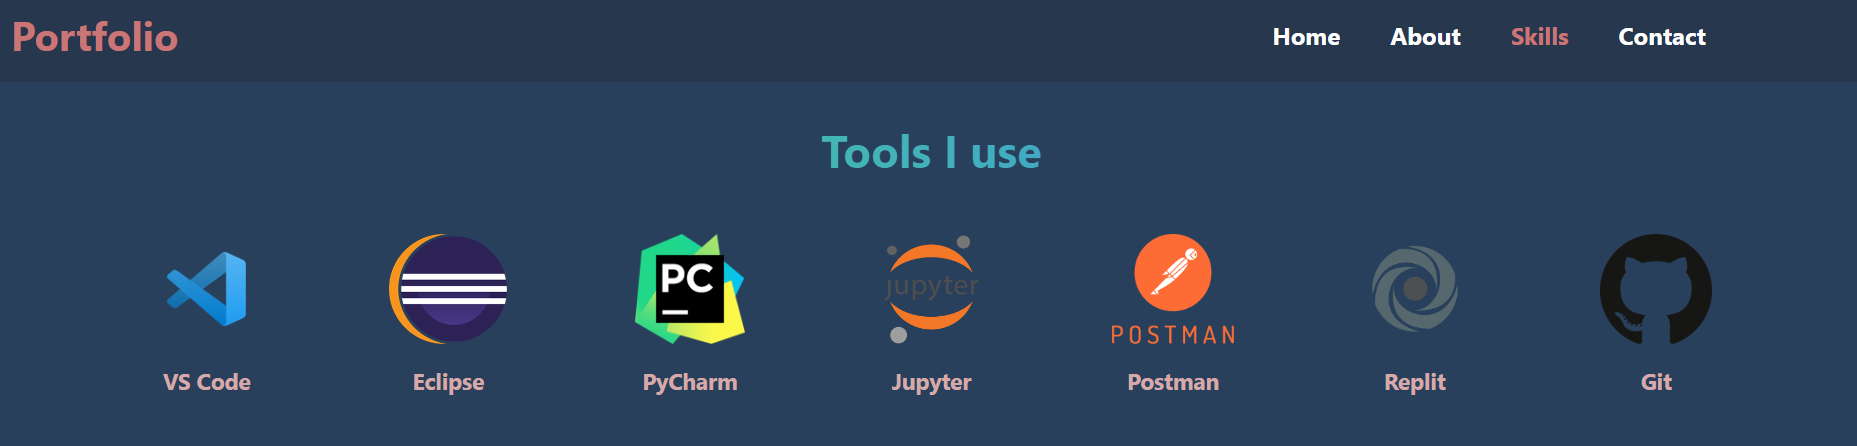 Portfolio Home About Skills Contact
Tools I use
PC
jupyter
POSTMAN
VS Code Eclipse PyCharm Jupyter Postman Replit Git